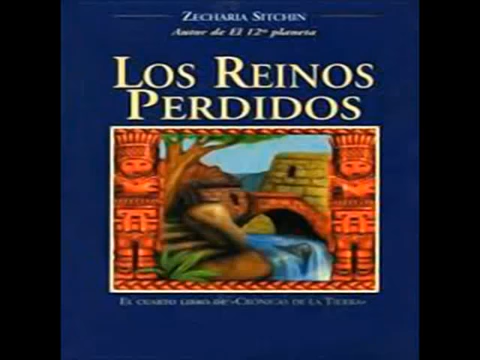 ZECHARIA SITCHIN
Autor de El 12º planeta
LOS REINOS
PERDIDOS
EL CUARTO LIBRO DE «CRÓNICAS DE LA TIERRA»